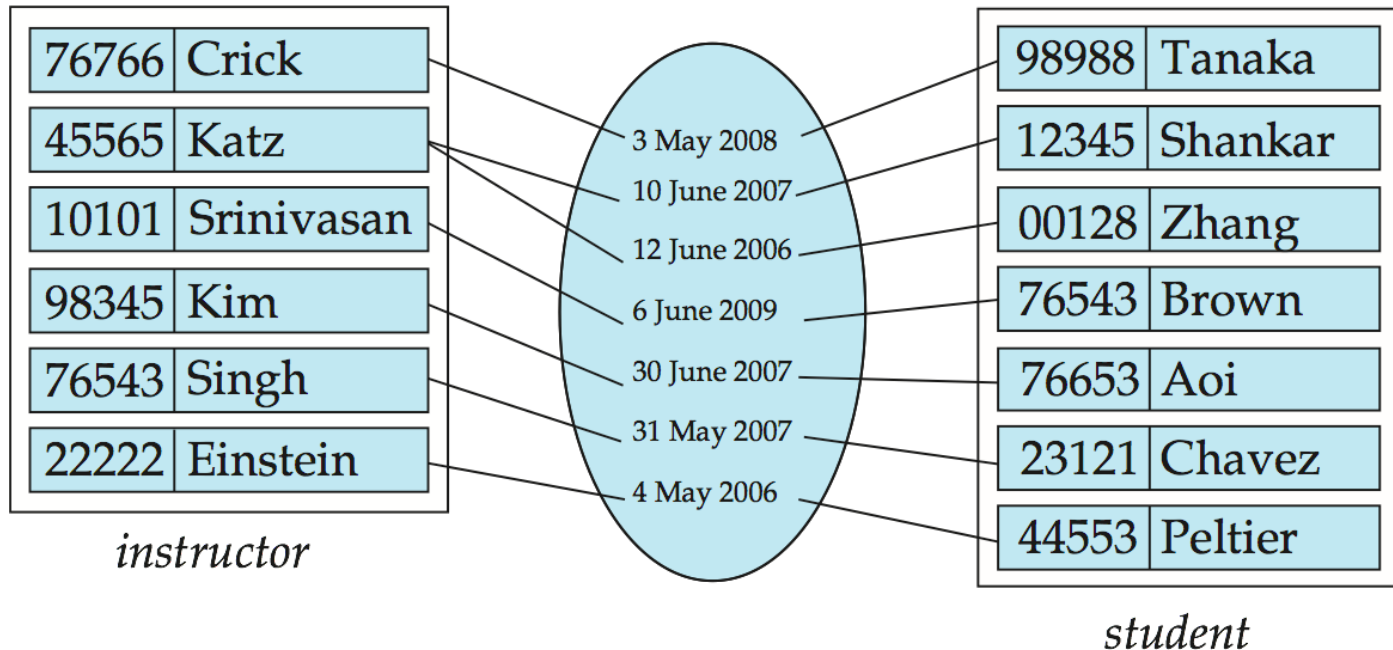 76766 Crick
45565 Katz
10101 Srinivasan
98345 Kim
76543 Singh
22222 Einstein
instructor
3 May 2008
10 June 2007
12 June 2006
6 June 2009
30 June 2007
31 May 2007
4 May 2006
98988 Tanaka
12345 Shankar
00128 Zhang
76543 Brown
76653 Aoi
23121 Chavez
44553 Peltier
student